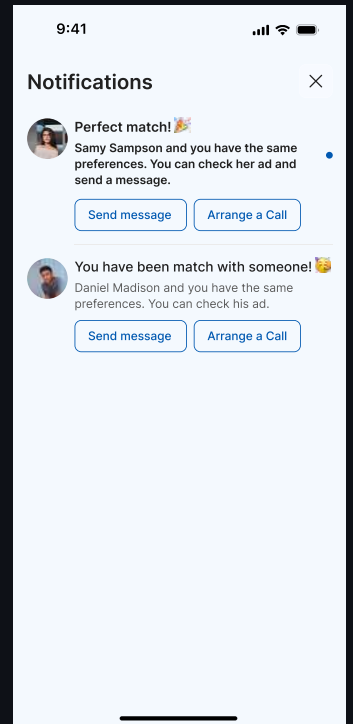 9:41
Notifications
Perfect match!🎉
Samy Sampson and you have the same
preferences. You can check her ad and
send a message.
Send message
Arrange a Call
You have been match with someone!🥳
Daniel Madison and you have the same
preferences. You can check his ad.
Send message
Arrange a Call